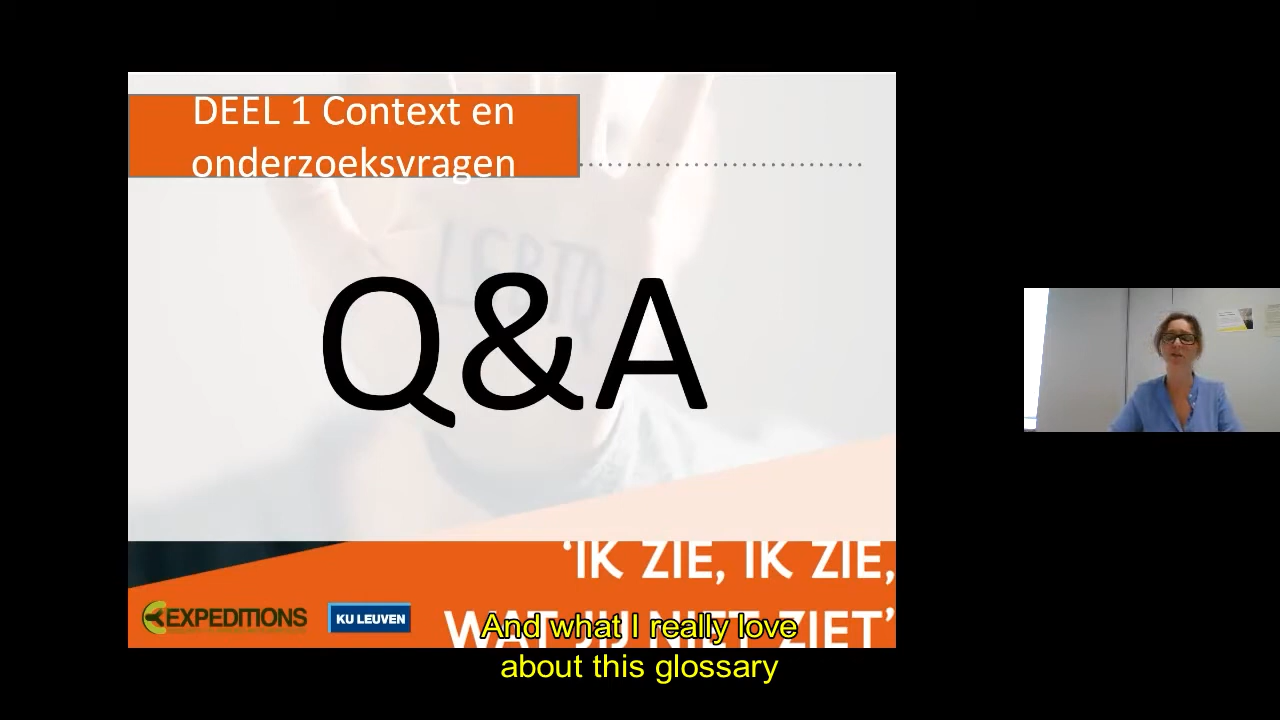 DEEL 1 Context en
onderzoeksvragen
LGBTQ
Q&A
'IK ZIE, IK ZIE,
WAT JIJ NIET ZIET'
EXPEDITIONS
KU LEUVEN
And what I really love
about this glossary